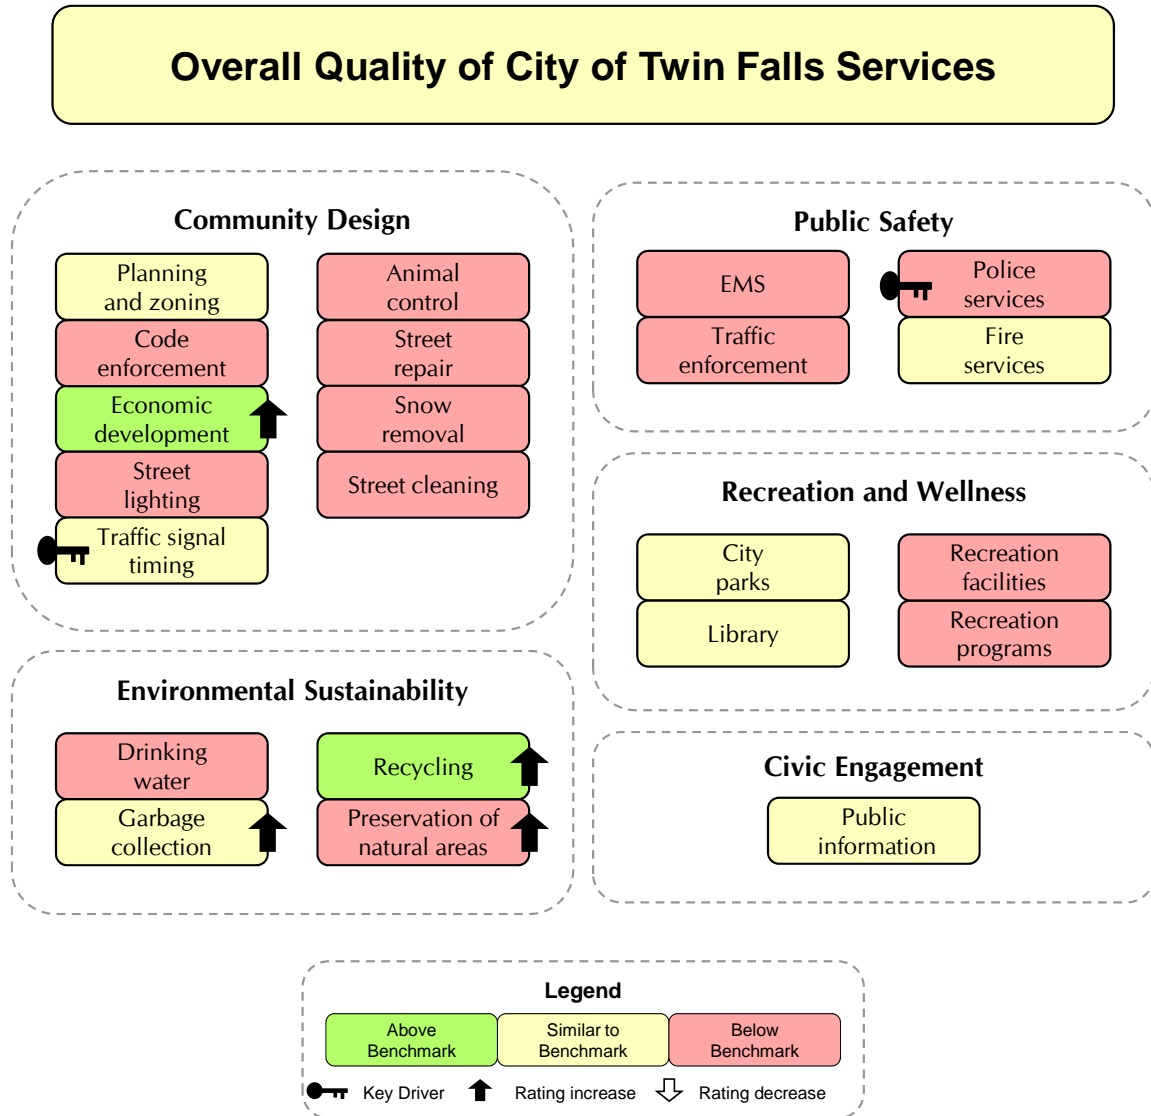 Overall Quality of City of Twin Falls Services
Community Design
Planning
and zoning
Code
enforcement
Economic
development
Street
lighting
Traffic signal
timing
Animal
control
Street
repair
Snow
removal
Street cleaning
Environmental Sustainability
Drinking
water
Garbage
collection
Recycling
Preservation of
natural areas
Public Safety
EMS
Traffic
enforcement
Police
services
Fire
services
Recreation and Wellness
City
parks
Library
Recreation
facilities
Recreation
programs
Civic Engagement
Public
information
Legend
Above
Benchmark
Similar to
Benchmark
Below
Benchmark
Key Driver
Rating increase
Rating decrease